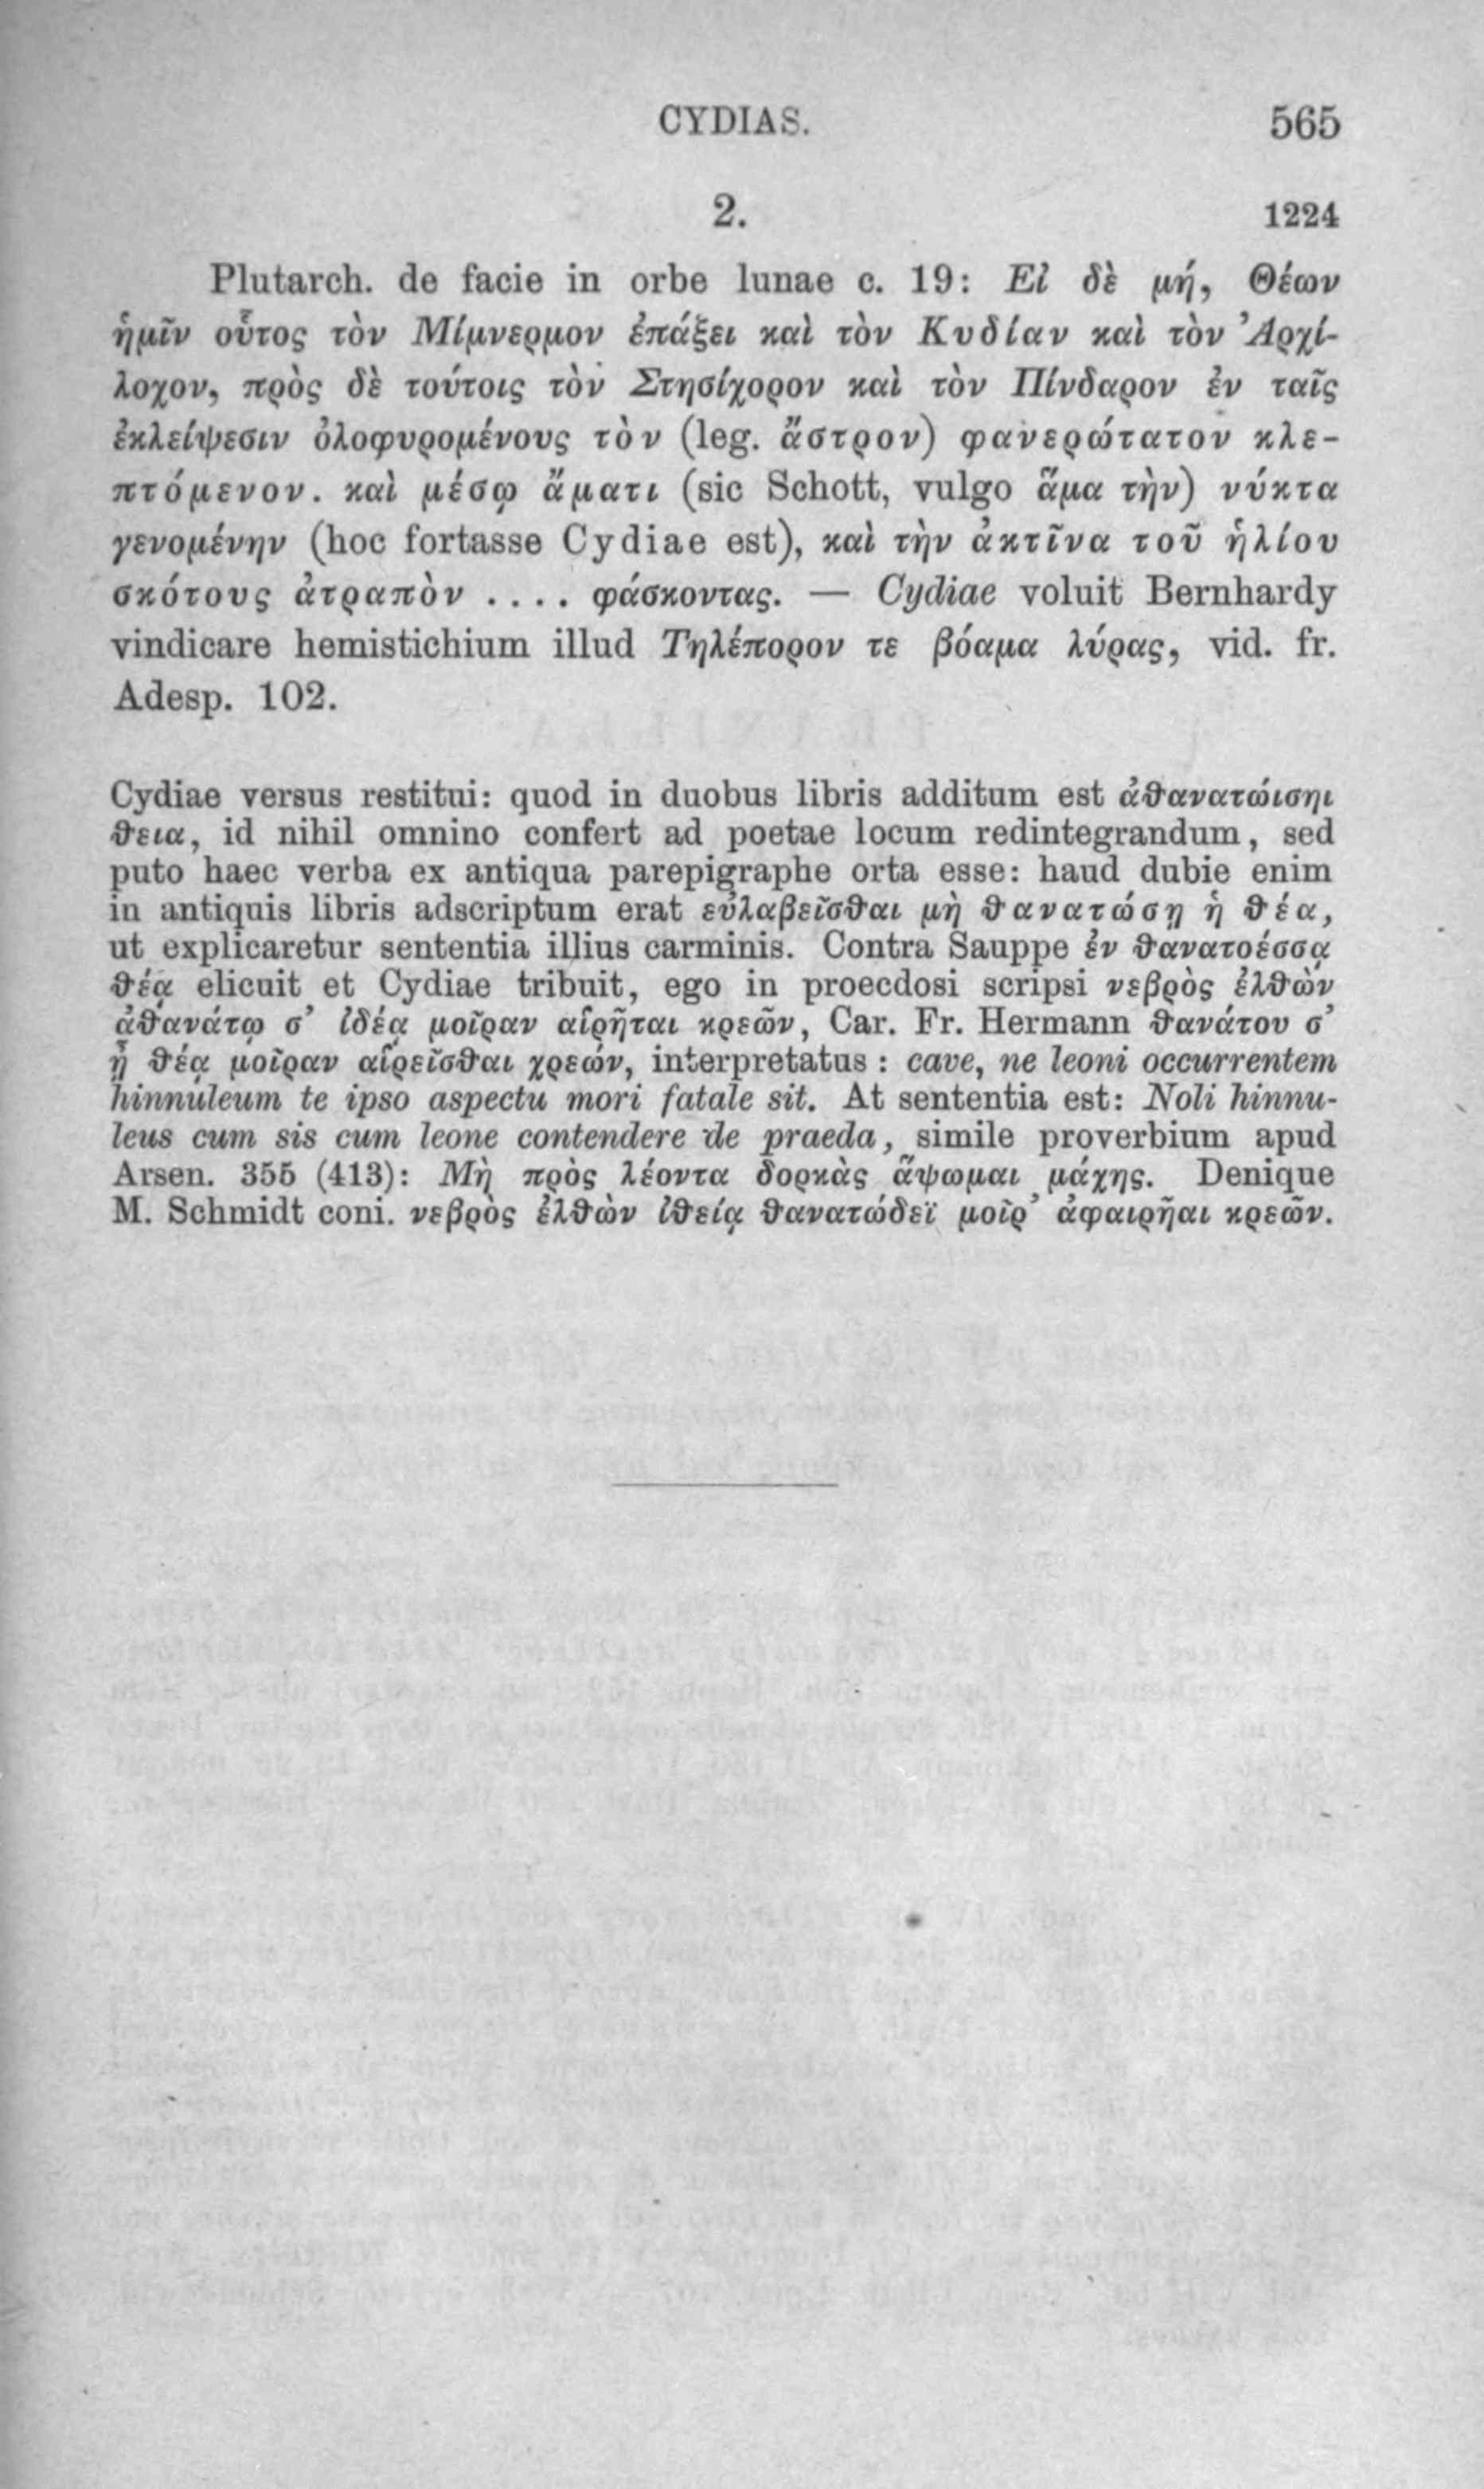 CYDIAS. 565
2. 1224
Plutarch. de facie in orbe lunae c. 19: Εἰ δὲ μή, Θέων
ἡμῖν οὗτος τὸν Μίμνερμον ἐπάξει καὶ τὸν Κυδίαν καὶ τὸν Ἀρχί-
λοχον, πρὸς δὲ τούτοις τὸν Στησίχορον καὶ τὸν Πίνδαρον ἐν ταῖς
ἐκλείψεσιν ὀλοφυρομένους τὸν (leg. ἄστρον) φανερώτατον κλε-
πτόμενον. καὶ μέσῳ ἄματι (sic Schott, vulgo ἅμα τὴν) νύκτα
γενομένην (hoc fortasse Cydiae est), καὶ τὴν ἀκτῖνα τοῦ ἡλίου
σκότους ἀτραπὸν .... φάσκοντας. — Cydiae voluit Bernhardy
vindicare hemistichium illud Τηλέπορον τε βόαμα λύρας, vid. fr.
Adesp. 102.
Cydiae versus restitui: quod in duobus libris additum est ἀθανατώισηι
θεια, id nihil omnino confert ad poetae locum redintegrandum, sed
puto haec verba ex antiqua parepigraphe orta esse: haud dubie enim
in antiquis libris adscriptum erat εὐλαβεῖσθαι μὴ θανατώσῃ ἡ θέα,
ut explicaretur sententia illius carminis. Contra Sauppe ἐν θανατοέσσᾳ
θέᾳ elicuit et Cydiae tribuit, ego in proecdosi scripsi νεβρὸς ἐλθὼν
ἀθανάτῳ σ’ ἰδέᾳ μοῖραν αἱρῆται κρεῶν, Car. Fr. Hermann θανάτου σ’
ᾗ θέᾳ μοῖραν αἱρεῖσθαι χρεών, interpretatus: cave, ne leoni occurrentem
hinnuleum te ipso aspectu mori fatale sit. At sententia est: Noli hinnu-
leus cum sis cum leone contendere de praeda, simile proverbium apud
Arsen. 355 (413): Μὴ πρὸς λέοντα δορκὰς ἅψωμαι μάχης. Denique
M. Schmidt coni. νεβρὸς ἐλθὼν ἰθείᾳ θανατώδεϊ μοῖρ’ ἀφαιρῆαι κρεῶν.